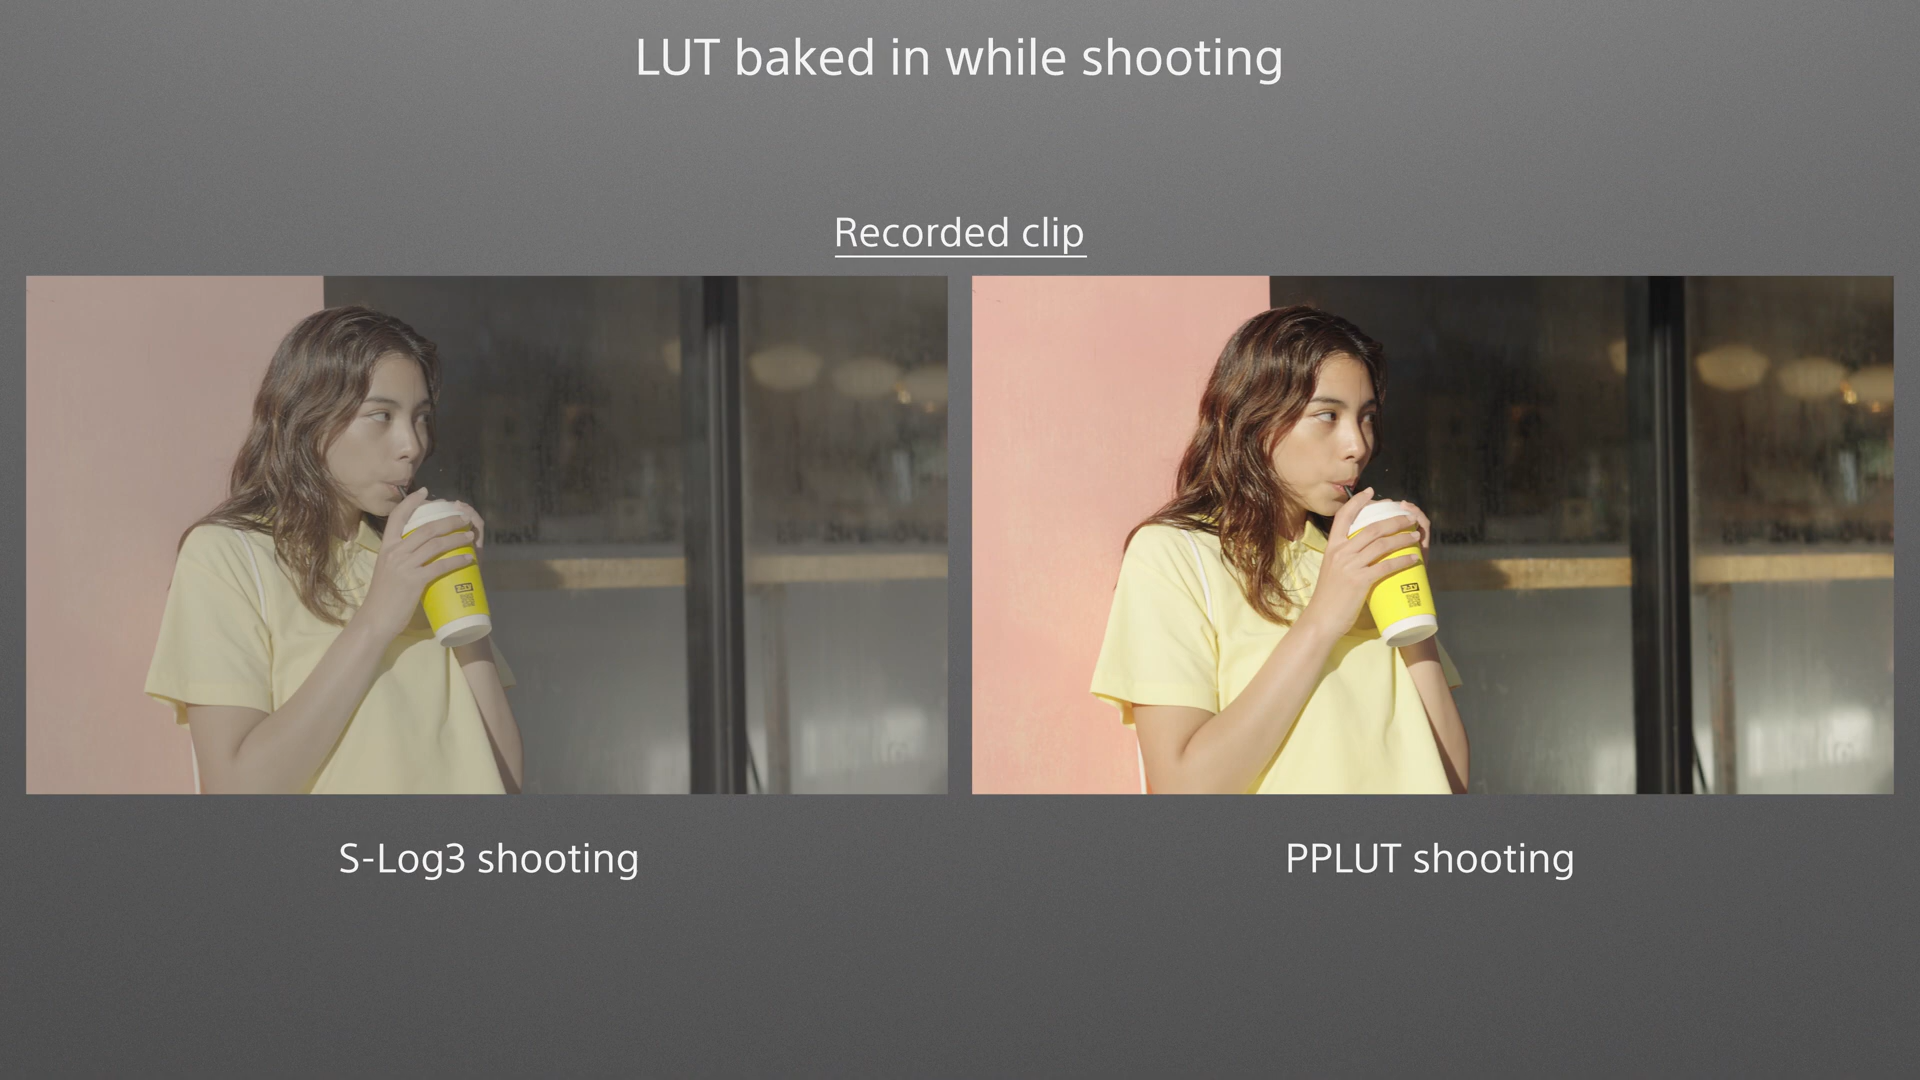 LUT baked in while shooting
Recorded clip
S-Log3 shooting
PPLUT shooting